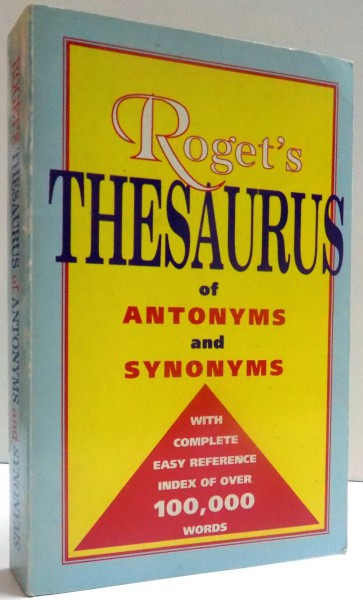 Roget's
THESAURUS
of
ANTONYMS
and
SYNONYMS
WITH
COMPLETE
EASY REFERENCE
INDEX OF OVER
100,000
WORDS
ROGET'S THESAURUS of ANTONYMS and SYNONYMS